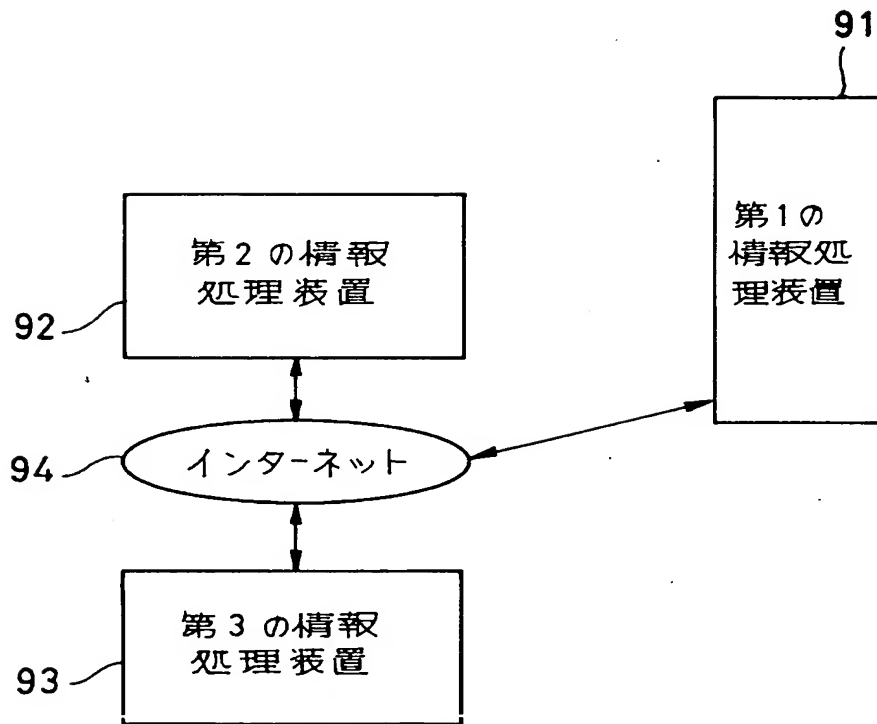 91
第1の
情報処
理装置
第2の情報
処理装置
92
94
インターネット
第3の情報
処理装置
93